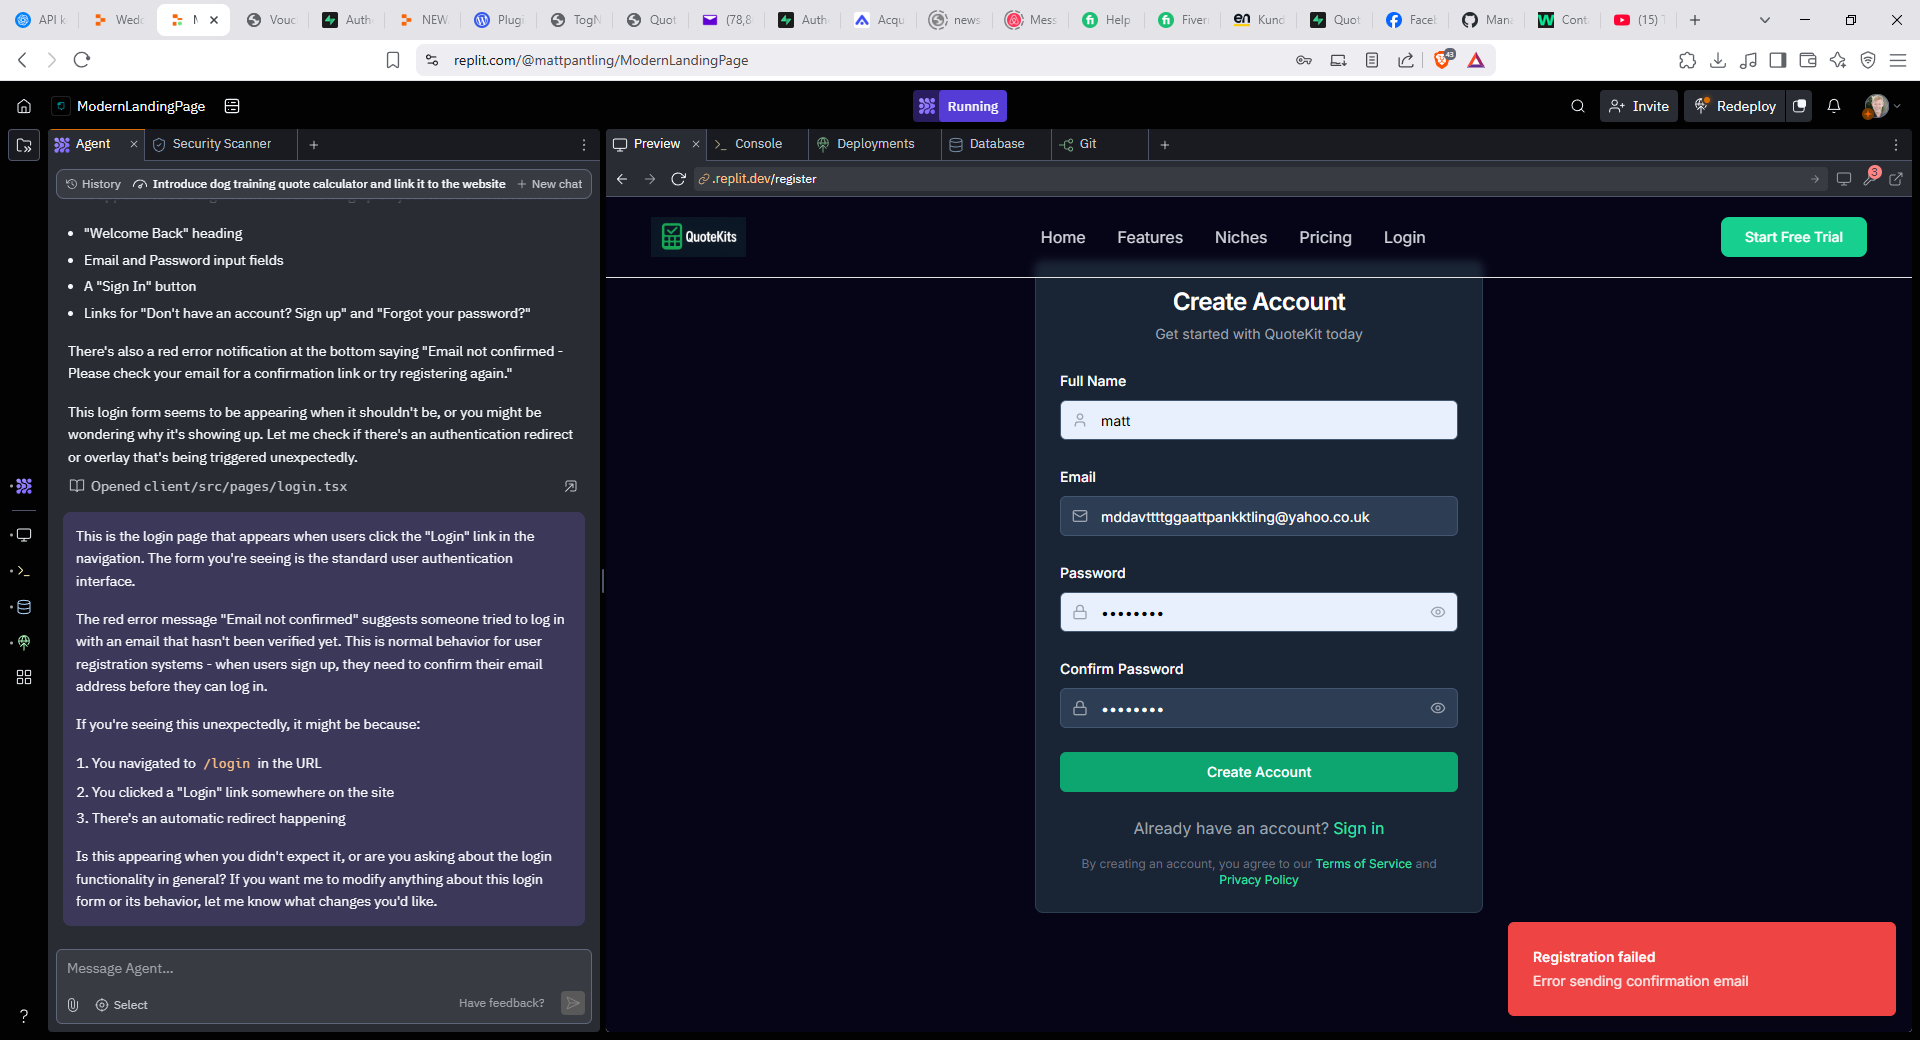 API k
Wedd
M
Vouc
Authe
NEW
Plugi
TogN
Quot
(78,8
Auth
Acqu
news
Mess
Help
Fiver
Kund
Quot
Facel
Mana
Cont
(15) T
replit.com/@mattpantling/ModernLandingPage
43
ModernLandingPage
Running
Invite
Redeploy
Agent
Security Scanner
Preview
Console
Deployments
Database
Git
History
Introduce dog training quote calculator and link it to the website
New chat
.replit.dev/register
3
• "Welcome Back" heading
• Email and Password input fields
• A "Sign In" button
• Links for "Don't have an account? Sign up" and "Forgot your password?"
There's also a red error notification at the bottom saying "Email not confirmed -
Please check your email for a confirmation link or try registering again."
This login form seems to be appearing when it shouldn't be, or you might be
wondering why it's showing up. Let me check if there's an authentication redirect
or overlay that's being triggered unexpectedly.
Opened client/src/pages/login.tsx
This is the login page that appears when users click the "Login" link in the
navigation. The form you're seeing is the standard user authentication
interface.
The red error message "Email not confirmed" suggests someone tried to log in
with an email that hasn't been verified yet. This is normal behavior for user
registration systems - when users sign up, they need to confirm their email
address before they can log in.
If you're seeing this unexpectedly, it might be because:
1. You navigated to /login in the URL
2. You clicked a "Login" link somewhere on the site
3. There's an automatic redirect happening
Is this appearing when you didn't expect it, or are you asking about the login
functionality in general? If you want me to modify anything about this login
form or its behavior, let me know what changes you'd like.
Message Agent...
Select
Have feedback?
QuoteKits
Home
Features
Niches
Pricing
Login
Start Free Trial
Create Account
Get started with QuoteKit today
Full Name
matt
Email
mddavttttggaattpankktling@yahoo.co.uk
Password
••••••••
Confirm Password
••••••••
Create Account
Already have an account? Sign in
By creating an account, you agree to our Terms of Service and
Privacy Policy
Registration failed
Error sending confirmation email